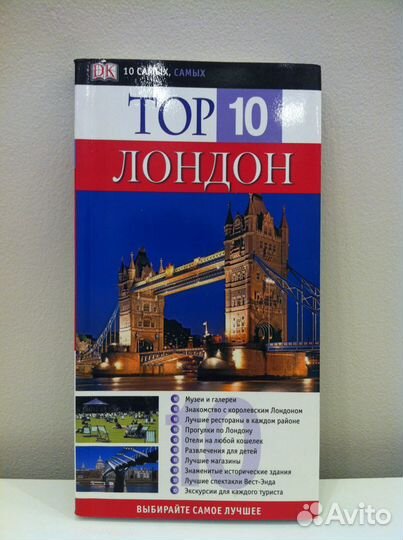 DK 10 САМЫХ, САМЫХ
TOP 10
ЛОНДОН
Музеи и галереи
Знакомство с королевским Лондоном
Лучшие рестораны в каждом районе
Прогулки по Лондону
Отели на любой кошелек
Развлечения для детей
Лучшие магазины
Знаменитые исторические здания
Лучшие спектакли Вест-Энда
Экскурсии для каждого туриста
ВЫБИРАЙТЕ САМОЕ ЛУЧШЕЕ
Avito